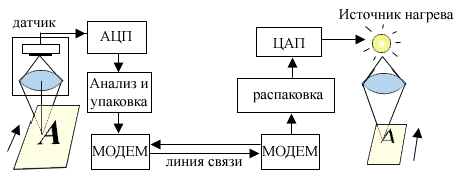 датчик
АЦП
Анализ и
упаковка
МОДЕМ
A
линия связи
Источник нагрева
ЦАП
распаковка
МОДЕМ
A